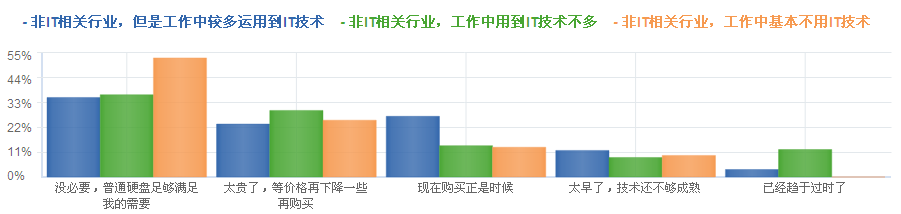 - 非IT相关行业，但是工作中较多运用到IT技术 - 非IT相关行业，工作中用到IT技术不多 - 非IT相关行业，工作中基本不用IT技术
55%
44%
33%
22%
11%
0%
没必要，普通硬盘足够满足
我的需要
太贵了，等价格再下降一些
再购买
现在购买正是时候
太早了，技术还不够成熟
已经趋于过时了